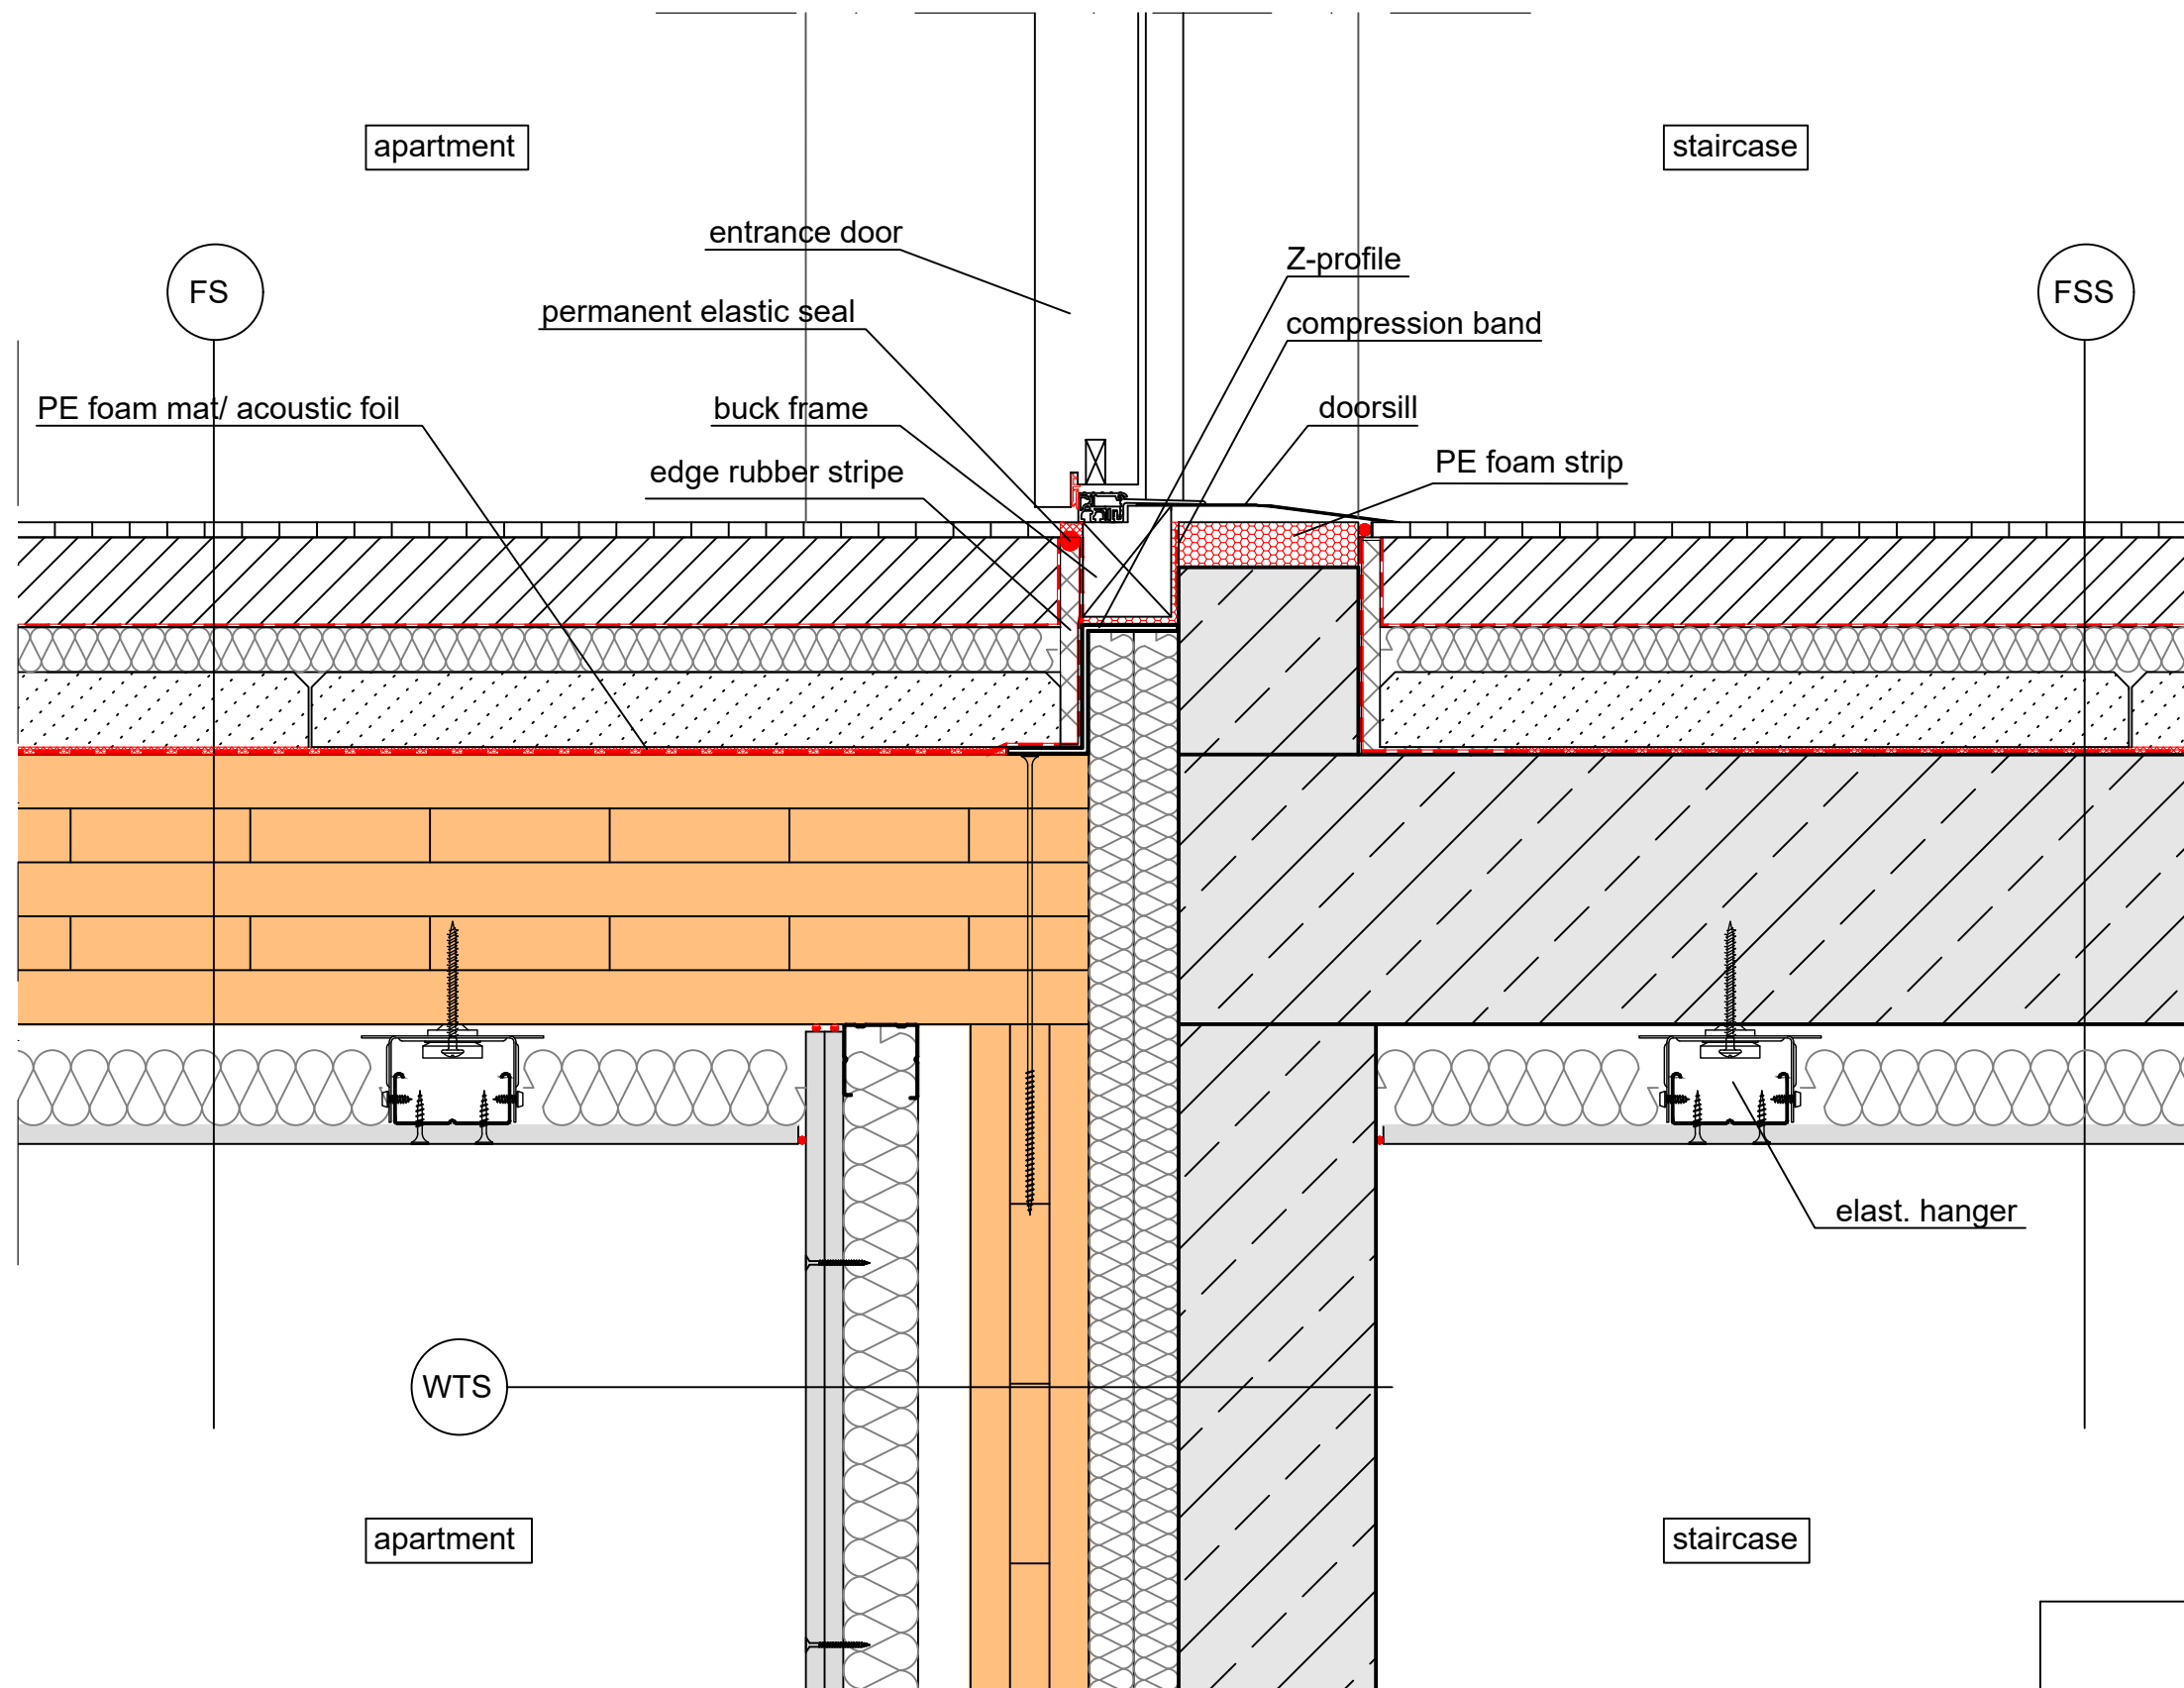 apartment
staircase
entrance door
Z-profile
FS
FSS
permanent elastic seal
compression band
PE foam mat/ acoustic foil
buck frame
doorsill
edge rubber stripe
PE foam strip
elast. hanger
WTS
apartment
staircase